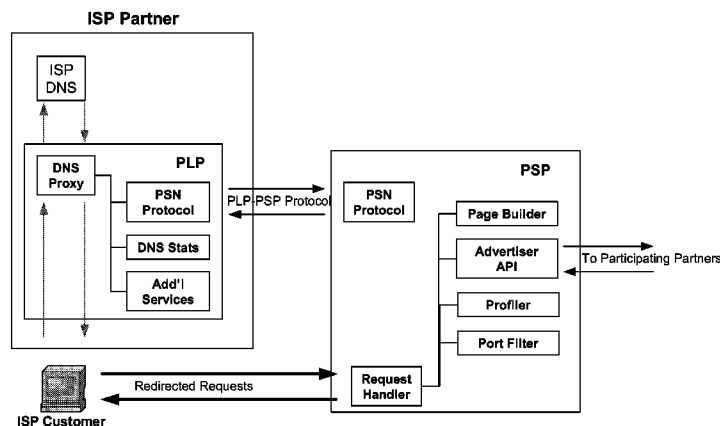 ISP Partner
ISP
DNS
PLP
DNS
Proxy
PSN
Protocol
DNS Stats
Add'l
Services
PLP-PSP Protocol
PSP
PSN
Protocol
Page Builder
Advertiser
API
To Participating Partners
Profiler
Port Filter
Request
Handler
Redirected Requests
ISP Customer